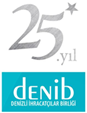 25.yıl
denib
DENİZLİ İHRACATÇILAR BİRLİĞİ